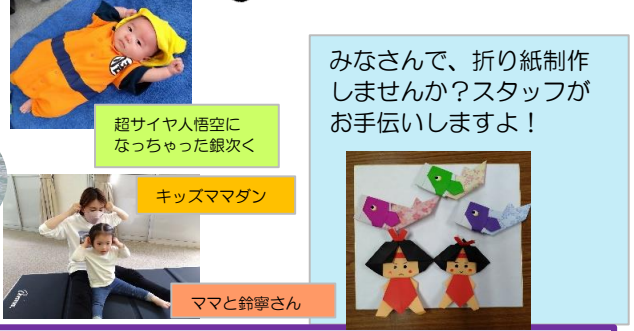 超サイヤ人悟空に
なっちゃった銀次く
キッズママダン
ママと鈴寧さん
みなさんで、折り紙制作
しませんか？スタッフが
お手伝いしますよ！